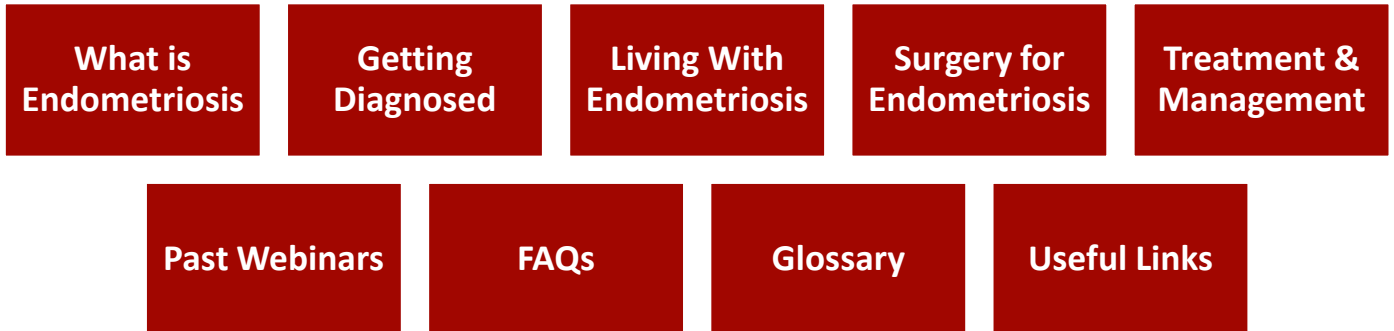 What is
Endometriosis
Getting
Diagnosed
Living With
Endometriosis
Surgery for
Endometriosis
Treatment &
Management
Past Webinars
FAQs
Glossary
Useful Links